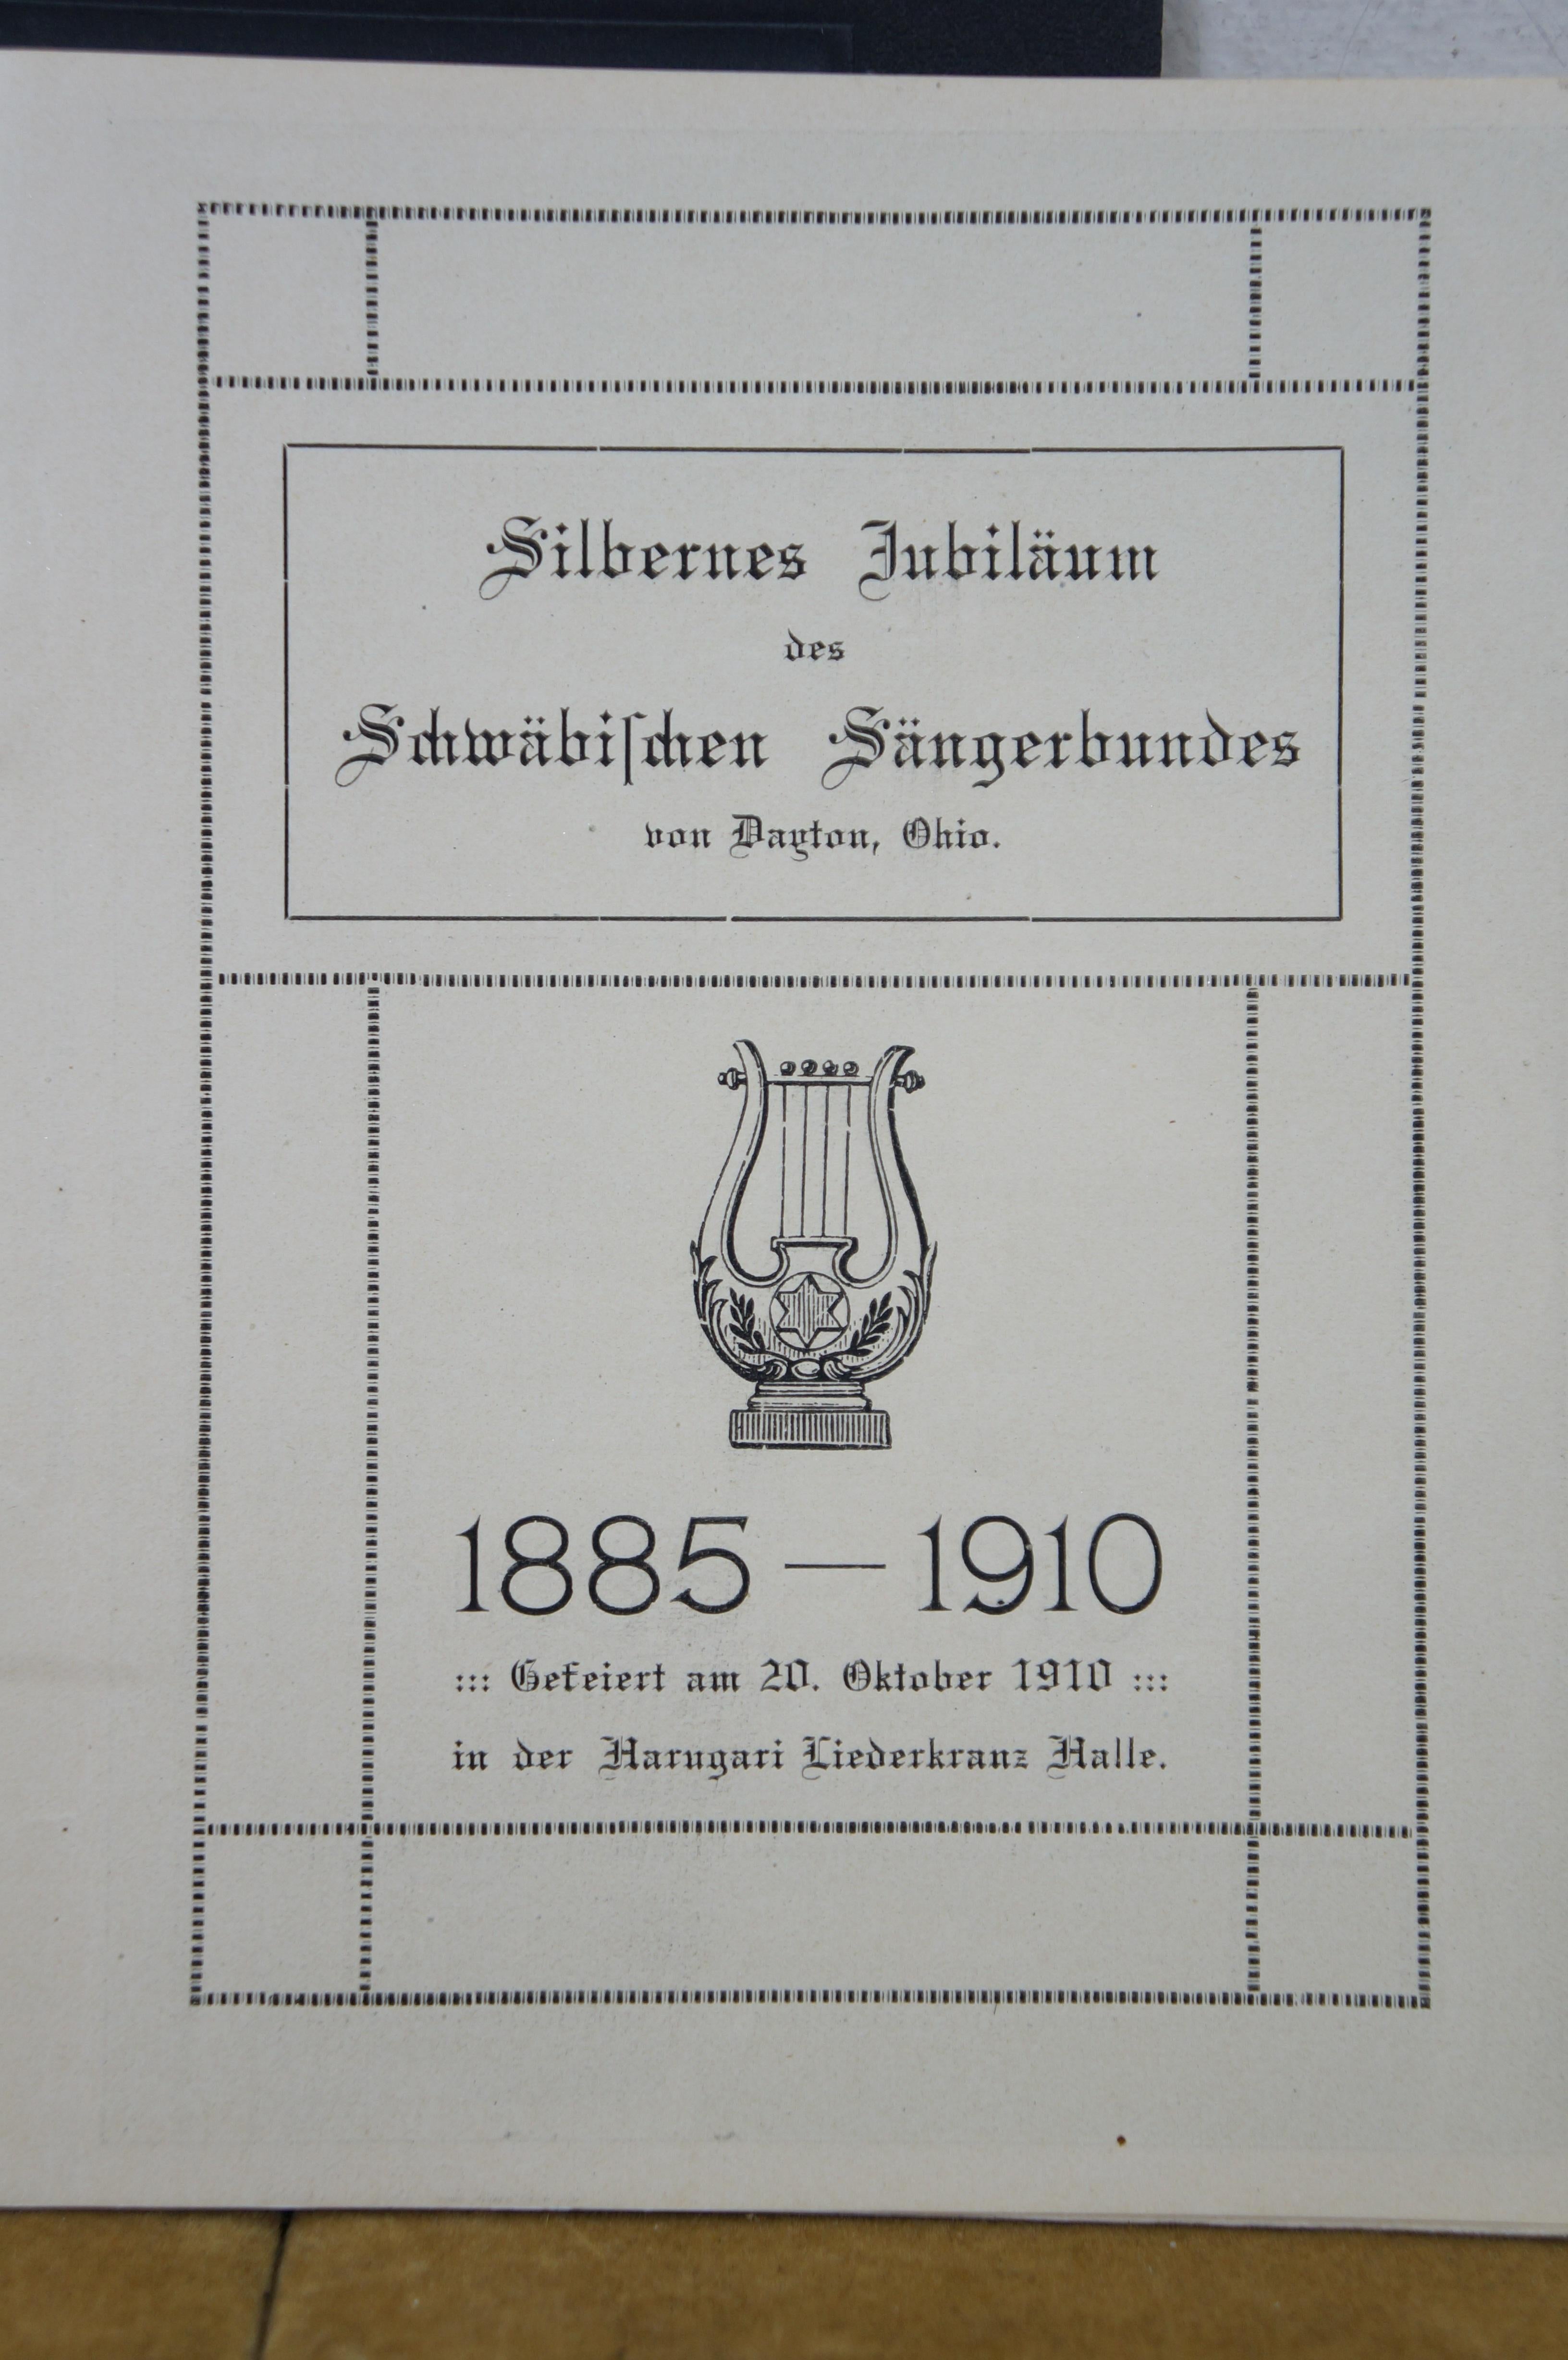 Silbernes Jubiläum
des
Schwäbiſchen Sängerbundes
von Dayton, Ohio.
1885—1910
::: Gefeiert am 20. Oktober 1910 :::
in der Harugari Liederkranz Halle.